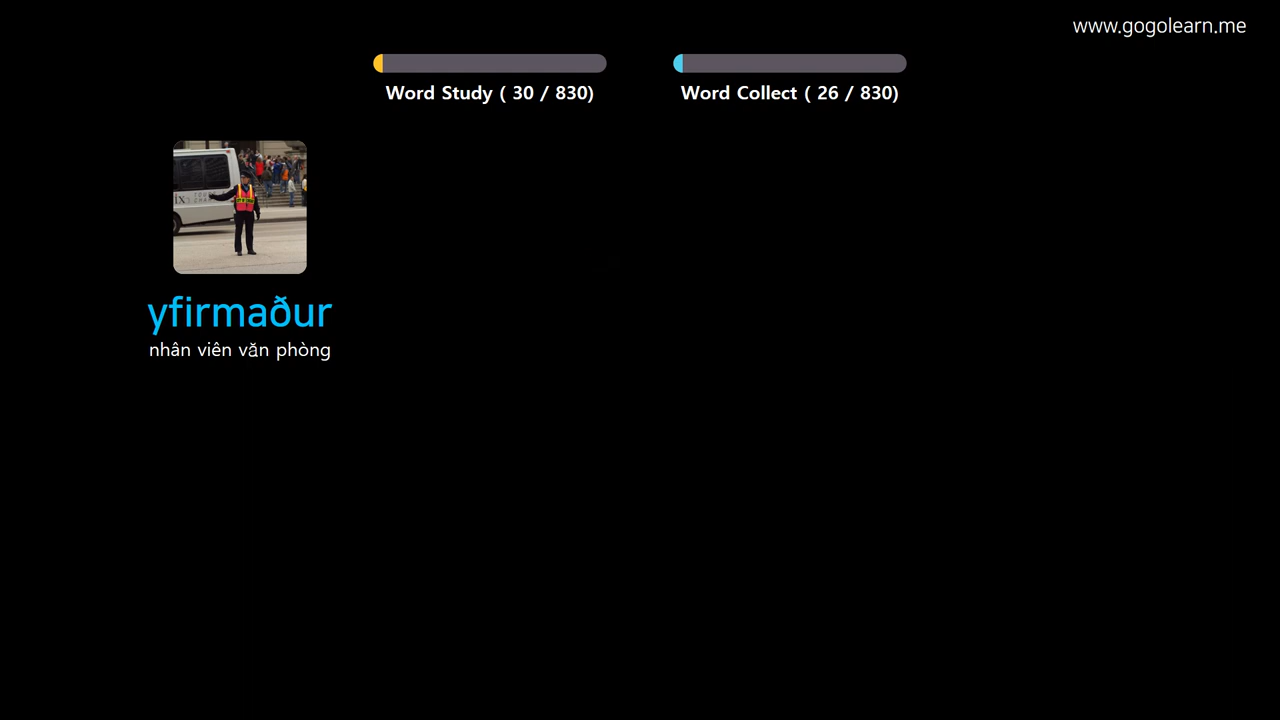 www.gogolearn.me
Word Study ( 30 / 830)
Word Collect ( 26 / 830)
yfirmaður
nhân viên văn phòng